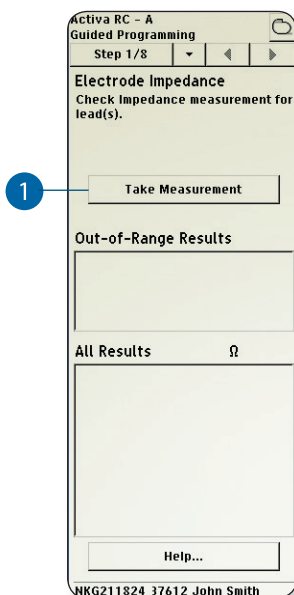 Activa RC - A
Guided Programming
Step 1/8
Electrode Impedance
Check Impedance measurement for
lead(s).
1
Take Measurement
Out-of-Range Results
All Results Ω
Help...
NKG211824 37612 John Smith